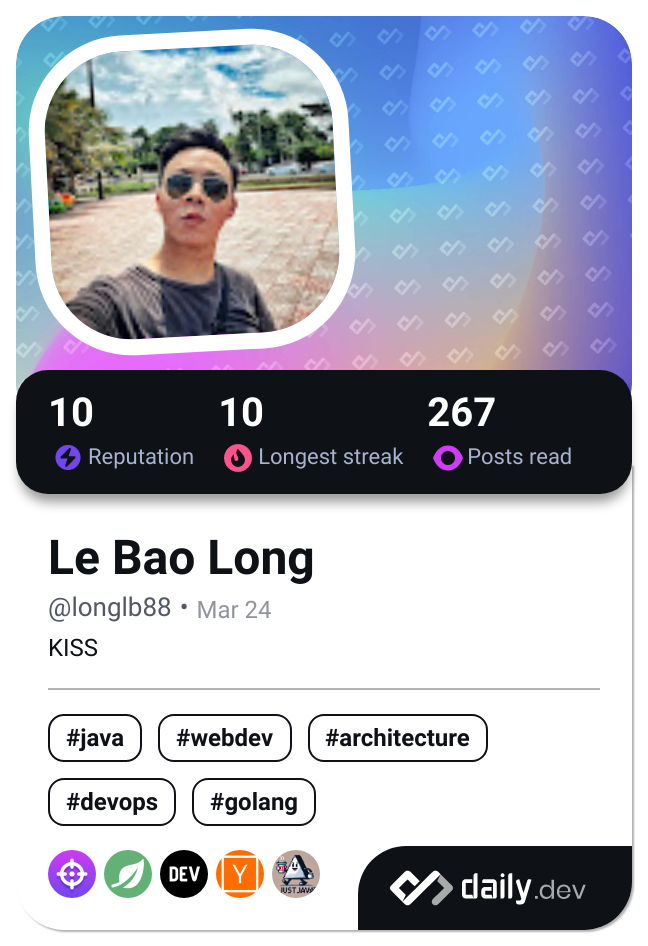 10 10 267
Reputation Longest streak Posts read
Le Bao Long
@longlb88 • Mar 24
KISS
#java #webdev #architecture
#devops #golang
DEV Y JUST JAVA
daily.dev